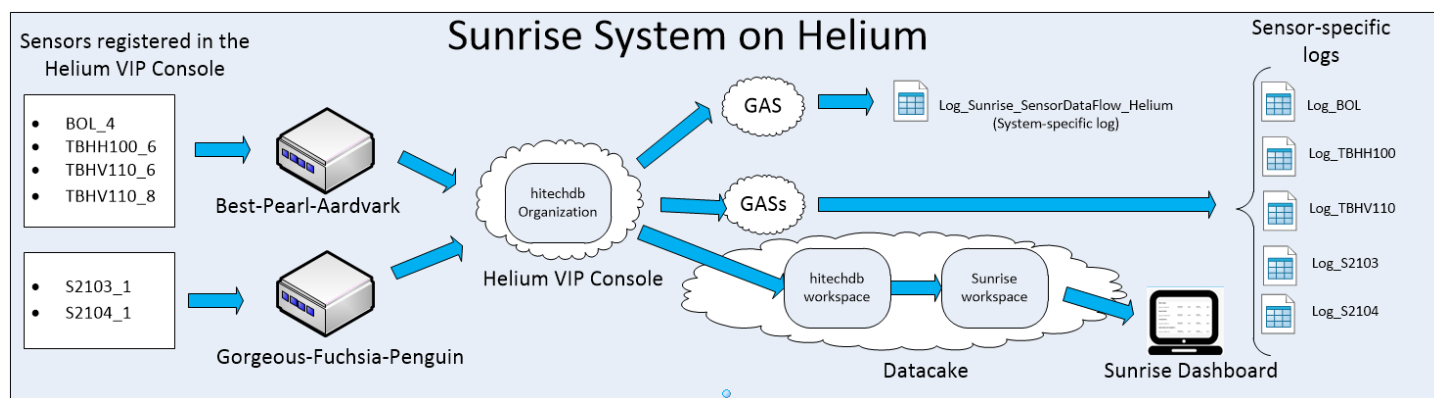 Sunrise System on Helium
Sensors registered in the
Helium VIP Console
BOL_4
TBHH100_6
TBHV110_6
TBHV110_8
Best-Pearl-Aardvark
S2103_1
S2104_1
Gorgeous-Fuchsia-Penguin
hitechdb
Organization
Helium VIP Console
GAS
Log_Sunrise_SensorDataFlow_Helium
(System-specific log)
GASs
hitechdb
workspace
Sunrise
workspace
Datacake
Sunrise Dashboard
Sensor-specific
logs
Log_BOL
Log_TBHH100
Log_TBHV110
Log_S2103
Log_S2104